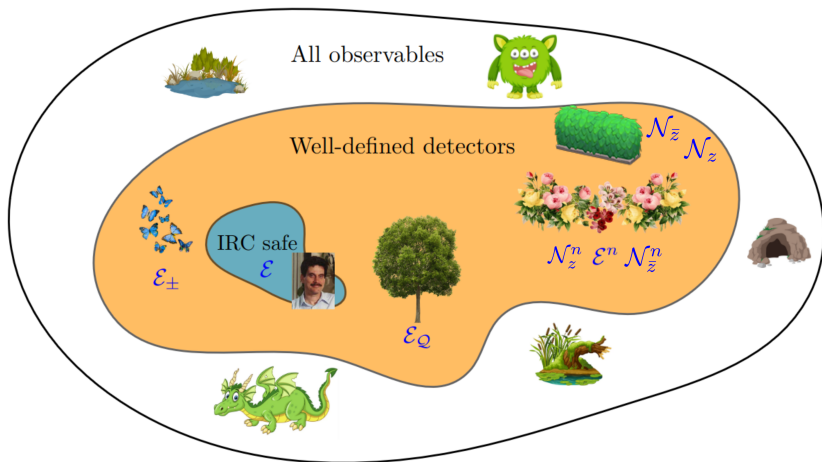 All observables
Well-defined detectors
𝒩_z̄
𝒩_z
IRC safe
ℰ
ℰ_±
𝒩_z^n ℰ^n 𝒩_z̄^n
ℰ_𝒬